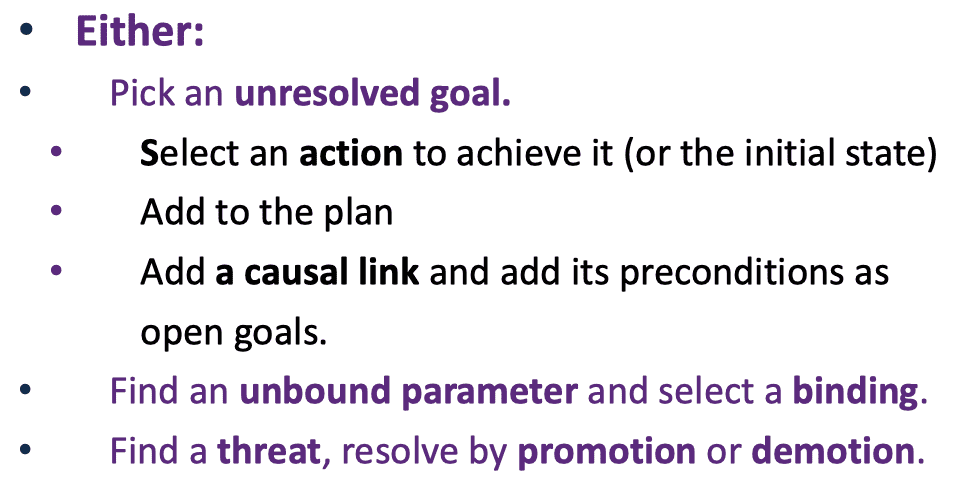 • Either:
• Pick an unresolved goal.
• Select an action to achieve it (or the initial state)
• Add to the plan
• Add a causal link and add its preconditions as
open goals.
• Find an unbound parameter and select a binding.
• Find a threat, resolve by promotion or demotion.